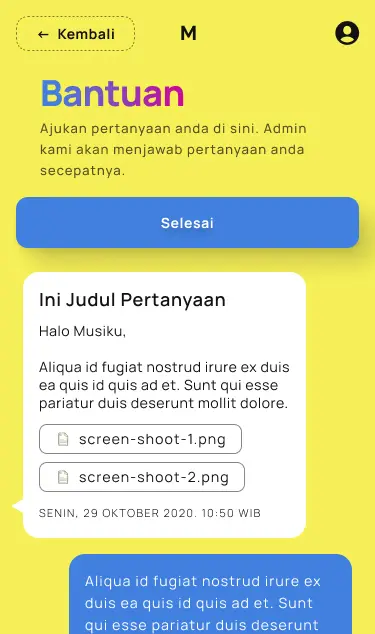 ← Kembali
M
Bantuan
Ajukan pertanyaan anda di sini. Admin
kami akan menjawab pertanyaan anda
secepatnya.
Selesai
Ini Judul Pertanyaan
Halo Musiku,
Aliqua id fugiat nostrud irure ex duis
ea quis id quis ad et. Sunt qui esse
pariatur duis deserunt mollit dolore.
screen-shoot-1.png
screen-shoot-2.png
SENIN, 29 OKTOBER 2020. 10:50 WIB
Aliqua id fugiat nostrud irure ex
duis ea quis id quis ad et. Sunt
qui esse pariatur duis deserunt